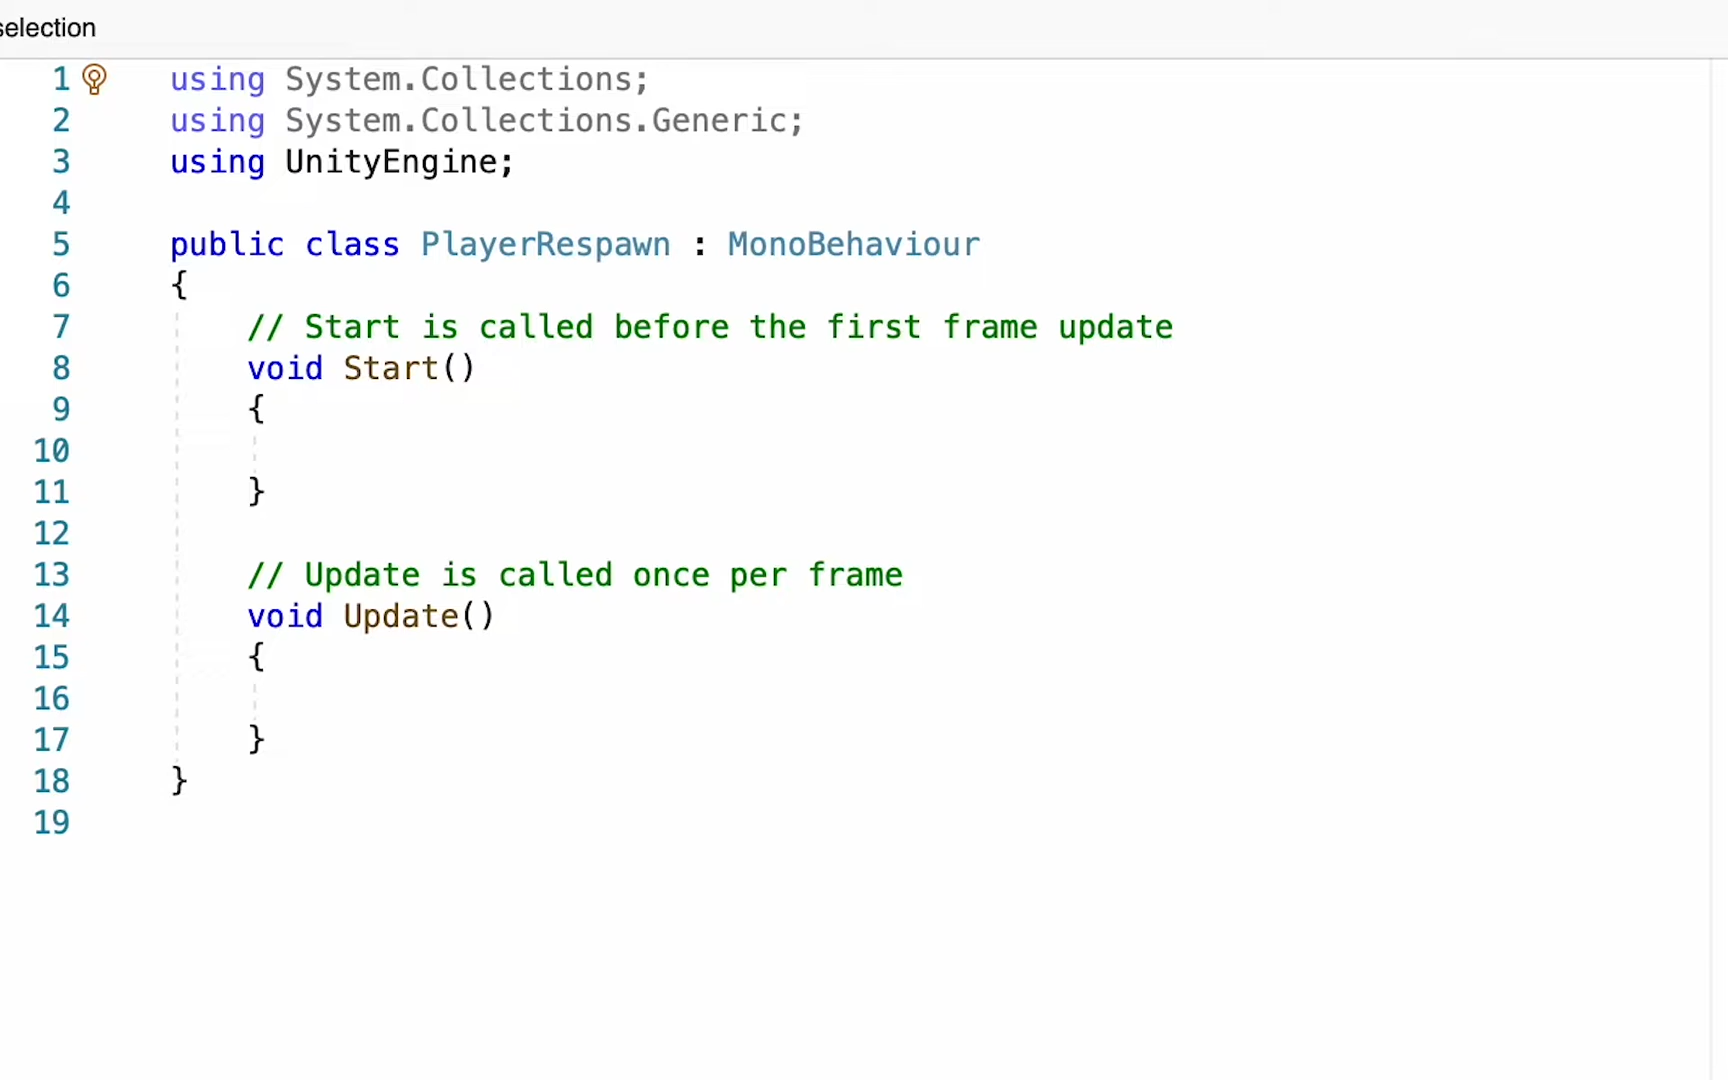 selection
1 using System.Collections;
2 using System.Collections.Generic;
3 using UnityEngine;
4
5 public class PlayerRespawn : MonoBehaviour
6 {
7 // Start is called before the first frame update
8 void Start()
9 {
10
11 }
12
13 // Update is called once per frame
14 void Update()
15 {
16
17 }
18 }
19